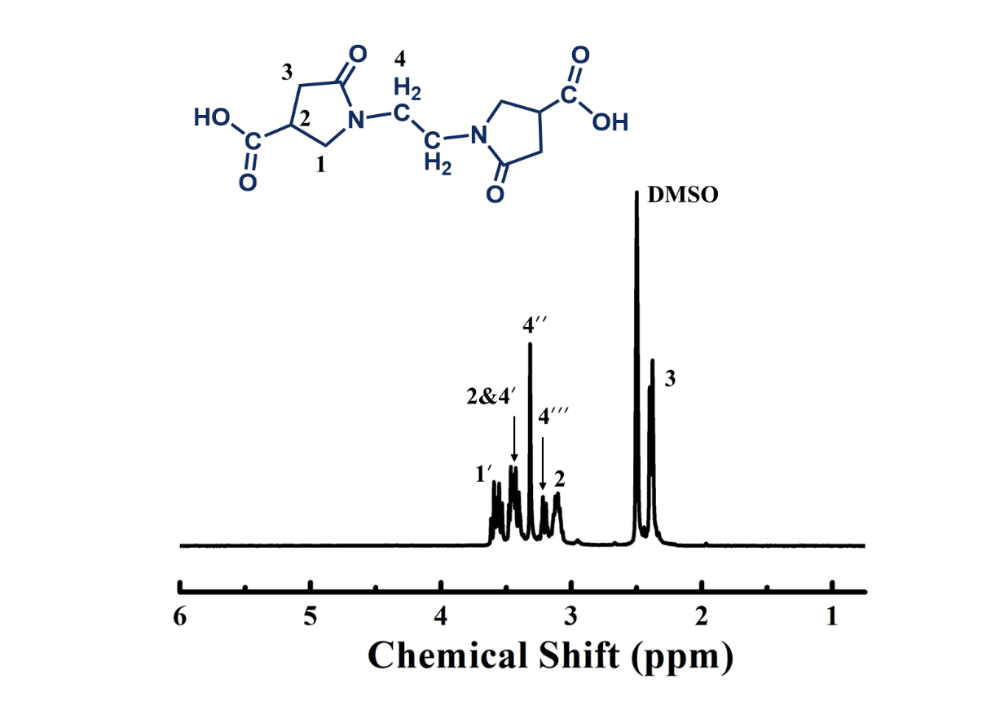 O
4
O
3
H₂
C
C
HO
2
N
OH
C
C
N
1
H₂
O
O
DMSO
4′′
3
2&4′
4′′′
1′
2
6 5 4 3 2 1
Chemical Shift (ppm)